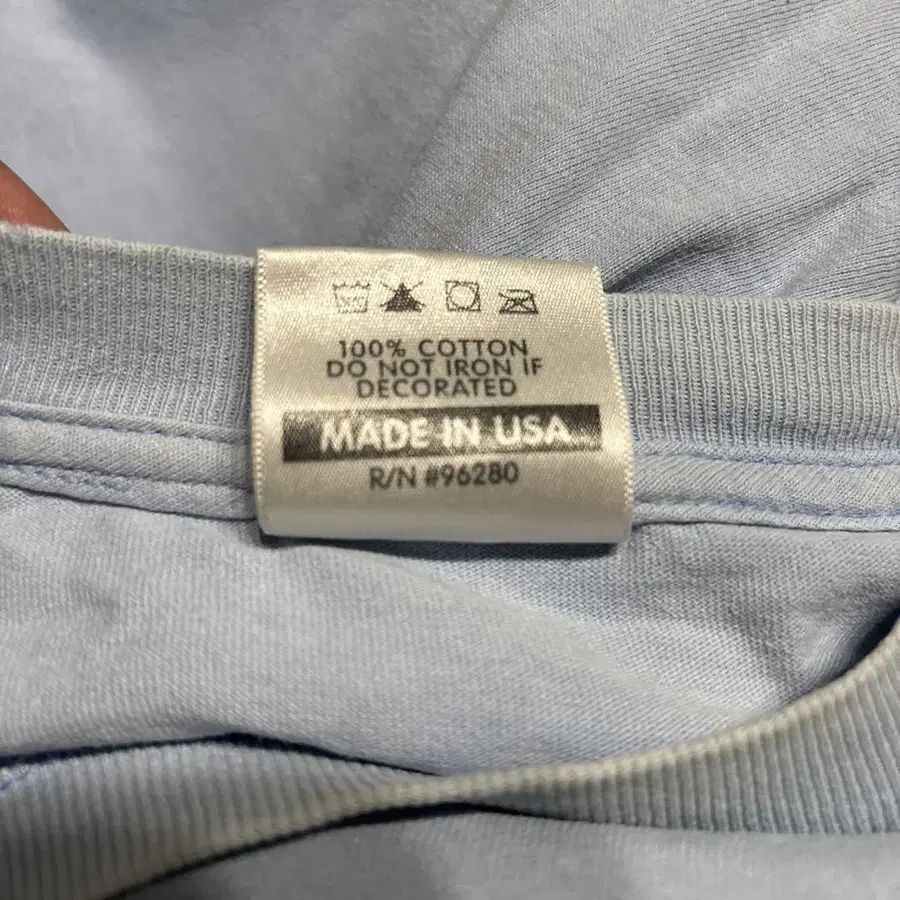 100% COTTON
DO NOT IRON IF
DECORATED
MADE IN USA
R/N #96280